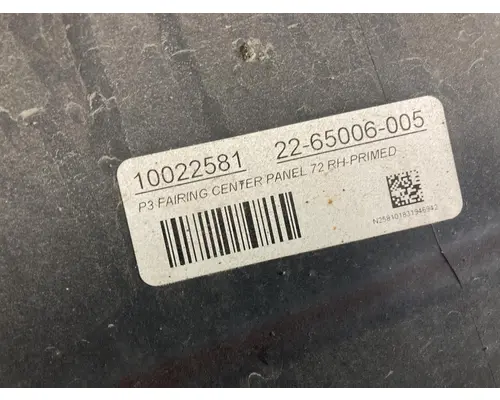 10022581 22-65006-005
P3 FAIRING CENTER PANEL 72 RH-PRIMED